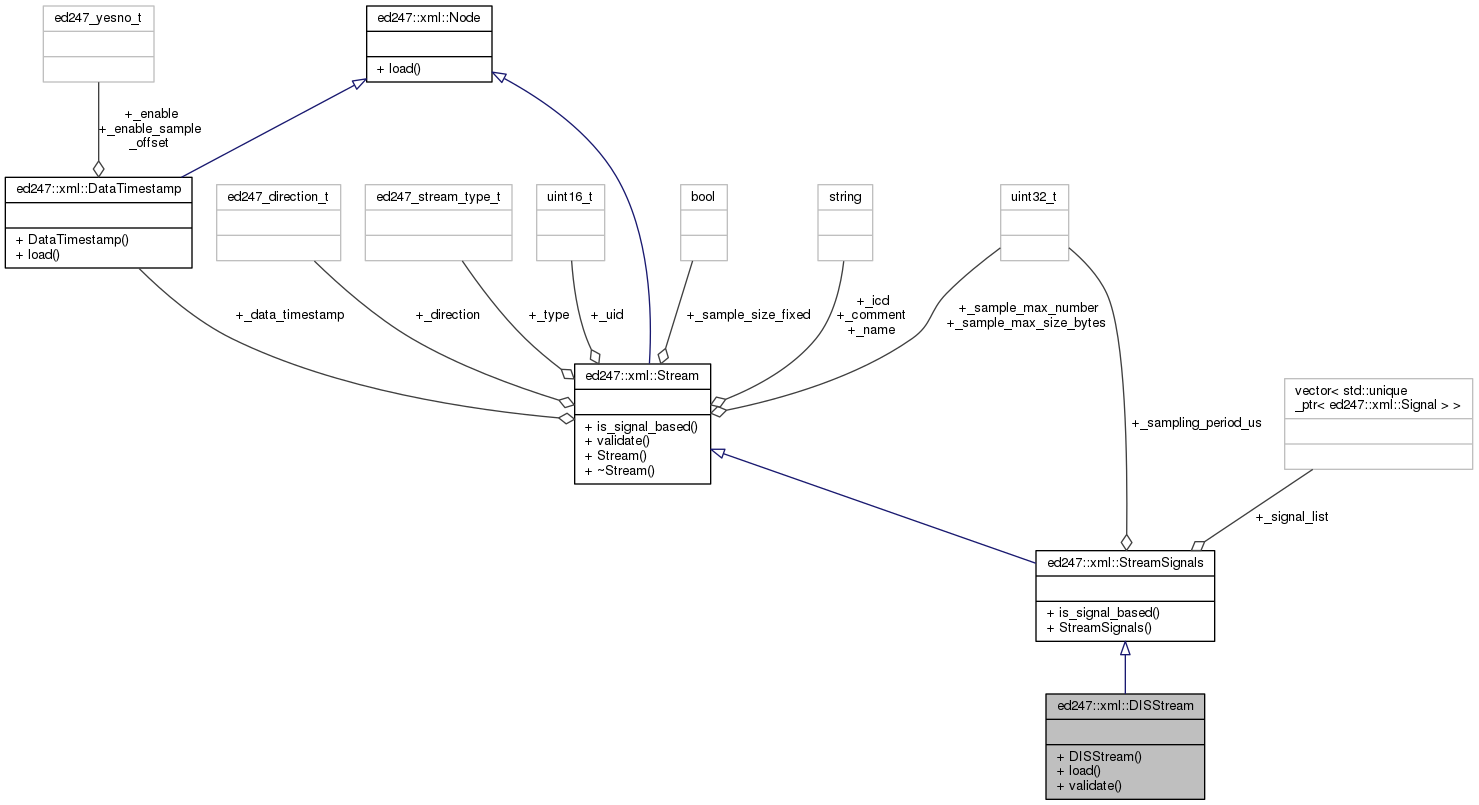 ed247_yesno_t
ed247::xml::Node
+ load()
+_enable
+_enable_sample
_offset
ed247::xml::DataTimestamp
+ DataTimestamp()
+ load()
ed247_direction_t
ed247_stream_type_t
uint16_t
bool
string
uint32_t
+_data_timestamp
+_direction
+_type
+_uid
+_sample_size_fixed
+_icd
+_comment
+_name
+_sample_max_number
+_sample_max_size_bytes
ed247::xml::Stream
+ is_signal_based()
+ validate()
+ Stream()
+ ~Stream()
+_sampling_period_us
vector< std::unique
_ptr< ed247::xml::Signal > >
+_signal_list
ed247::xml::StreamSignals
+ is_signal_based()
+ StreamSignals()
ed247::xml::DISStream
+ DISStream()
+ load()
+ validate()